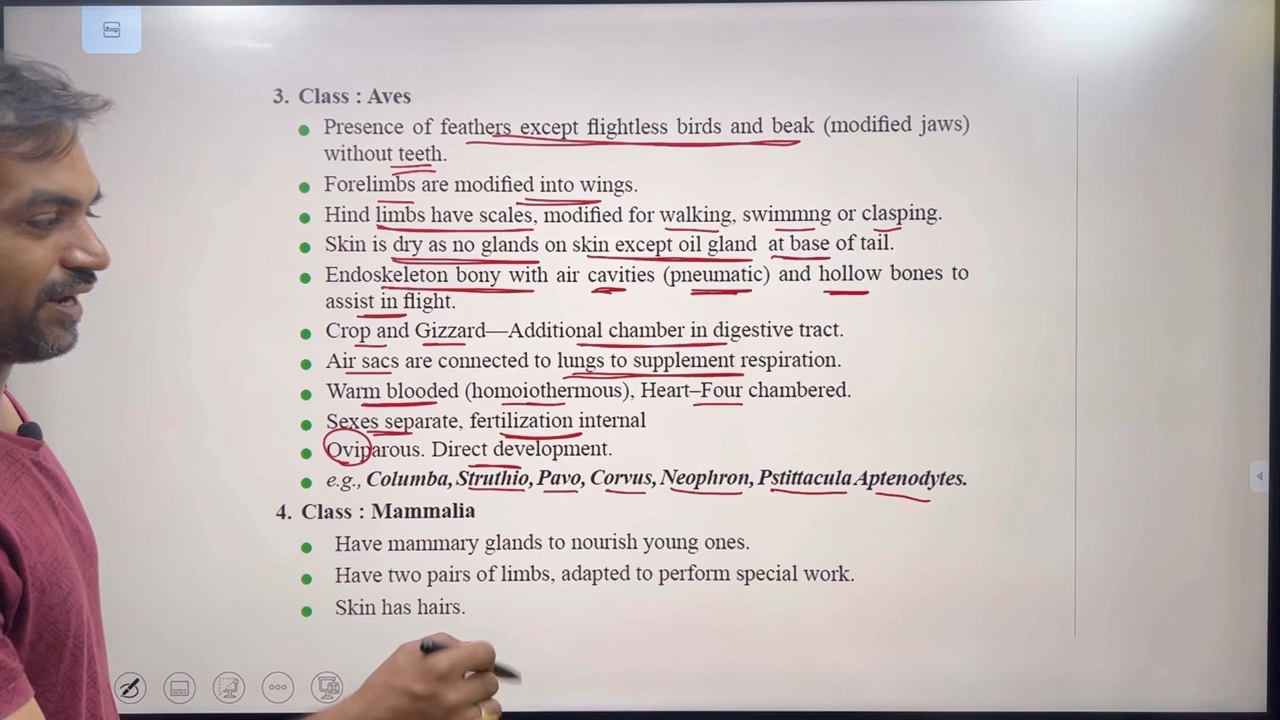 3. Class : Aves
Presence of feathers except flightless birds and beak (modified jaws)
without teeth.
Forelimbs are modified into wings.
Hind limbs have scales, modified for walking, swimmng or clasping.
Skin is dry as no glands on skin except oil gland at base of tail.
Endoskeleton bony with air cavities (pneumatic) and hollow bones to
assist in flight.
Crop and Gizzard—Additional chamber in digestive tract.
Air sacs are connected to lungs to supplement respiration.
Warm blooded (homoiothermous), Heart–Four chambered.
Sexes separate, fertilization internal
Oviparous. Direct development.
e.g., Columba, Struthio, Pavo, Corvus, Neophron, Pstittacula Aptenodytes.
4. Class : Mammalia
Have mammary glands to nourish young ones.
Have two pairs of limbs, adapted to perform special work.
Skin has hairs.